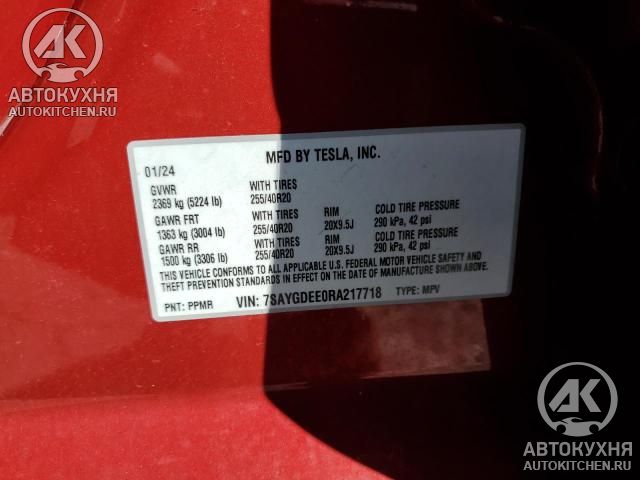 AK
АВТОКУХНЯ
AUTOKITCHEN.RU
MFD BY TESLA, INC.
01/24
GVWR WITH TIRES
2369 kg (5224 lb) 255/40R20
GAWR FRT WITH TIRES RIM COLD TIRE PRESSURE
1363 kg (3004 lb) 255/40R20 20X9.5J 290 kPa, 42 psi
GAWR RR WITH TIRES RIM COLD TIRE PRESSURE
1500 kg (3306 lb) 255/40R20 20X9.5J 290 kPa, 42 psi
THIS VEHICLE CONFORMS TO ALL APPLICABLE U.S. FEDERAL MOTOR VEHICLE SAFETY AND
THEFT PREVENTION STANDARDS IN EFFECT ON THE DATE OF MANUFACTURE SHOWN ABOVE.
PNT: PPMR VIN: 7SAYGDEE0RA217718 TYPE: MPV
AK
АВТОКУХНЯ
AUTOKITCHEN.RU